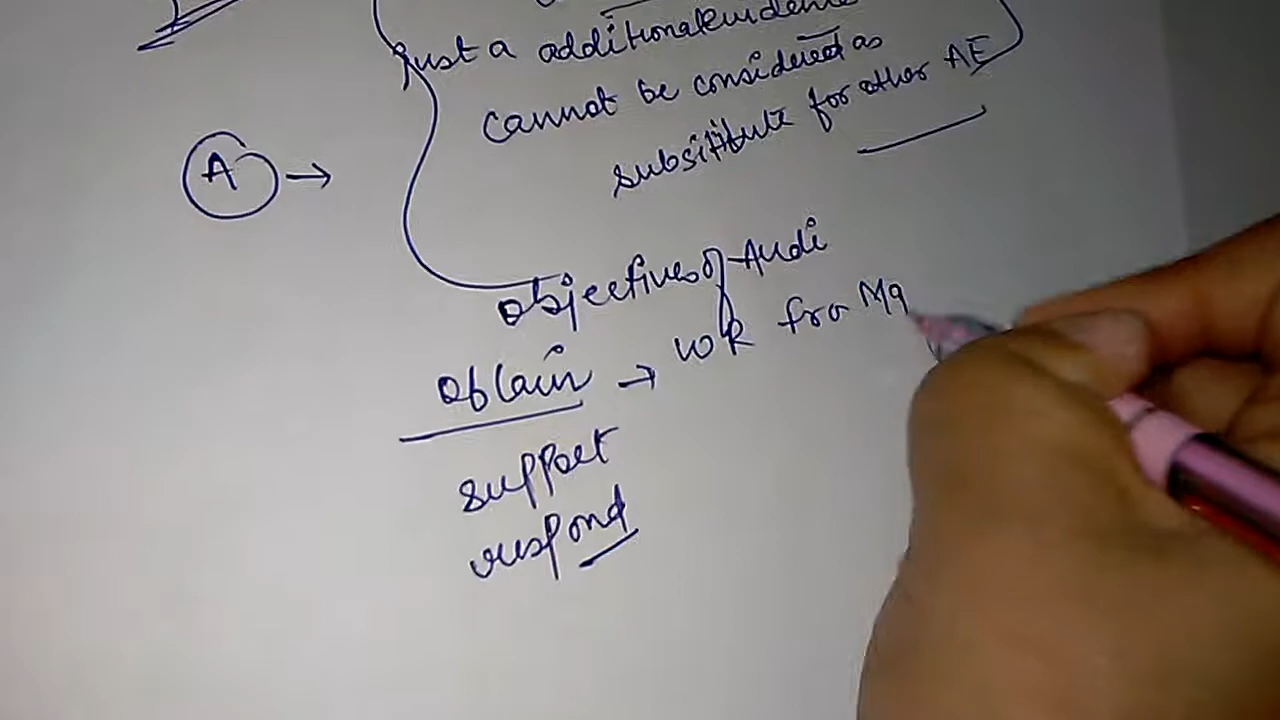 just a additional evidence
cannot be considered as
substitute for other AE
A →
objectives of Audi
obtain → WR fro Mg
support
respond